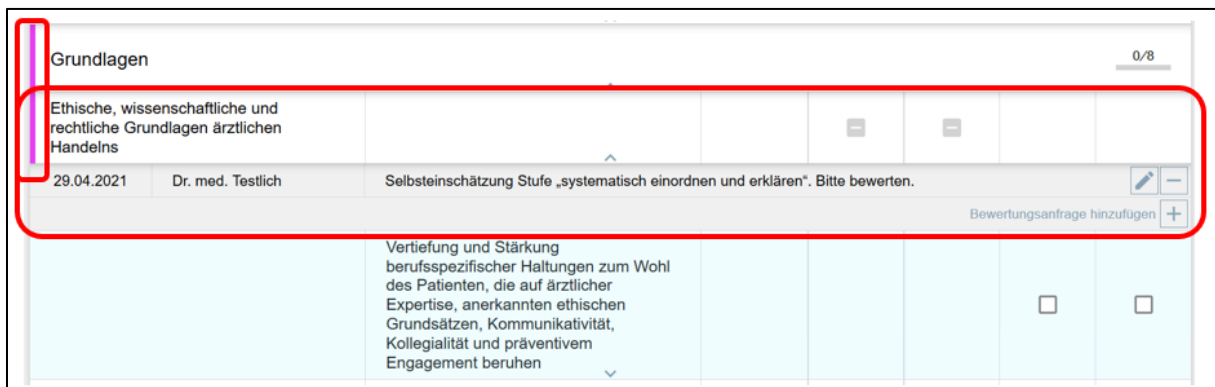 Grundlagen
0/8
Ethische, wissenschaftliche und
rechtliche Grundlagen ärztlichen
Handelns
29.04.2021 Dr. med. Testlich Selbsteinschätzung Stufe „systematisch einordnen und erklären“. Bitte bewerten.
Bewertungsanfrage hinzufügen
Vertiefung und Stärkung
berufsspezifischer Haltungen zum Wohl
des Patienten, die auf ärztlicher
Expertise, anerkannten ethischen
Grundsätzen, Kommunikativität,
Kollegialität und präventivem
Engagement beruhen